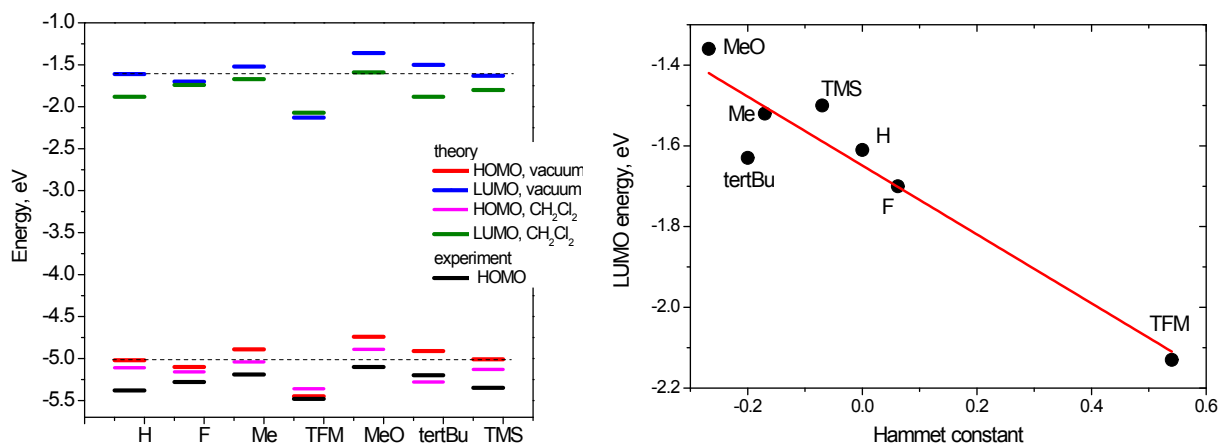 -1.0
-1.5
-2.0
-2.5
-3.0
-3.5
-4.0
-4.5
-5.0
-5.5
Energy, eV
theory
HOMO, vacuum
LUMO, vacuum
HOMO, CH₂Cl₂
LUMO, CH₂Cl₂
experiment
HOMO
H F Me TFM MeO tertBu TMS
-1.4
-1.6
-1.8
-2.0
-2.2
LUMO energy, eV
MeO
TMS
Me
H
tertBu
F
TFM
-0.2 0.0 0.2 0.4 0.6
Hammet constant